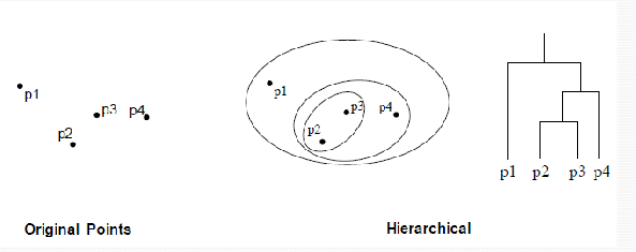 p1
p3 p4
p2
Original Points
p1
p3
p4
p2
Hierarchical
p1 p2 p3 p4